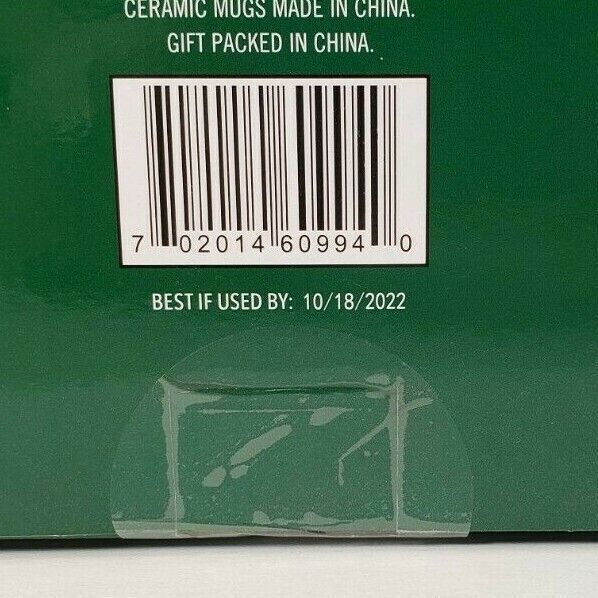 CERAMIC MUGS MADE IN CHINA.
GIFT PACKED IN CHINA.
7 02014 60994 0
BEST IF USED BY: 10/18/2022